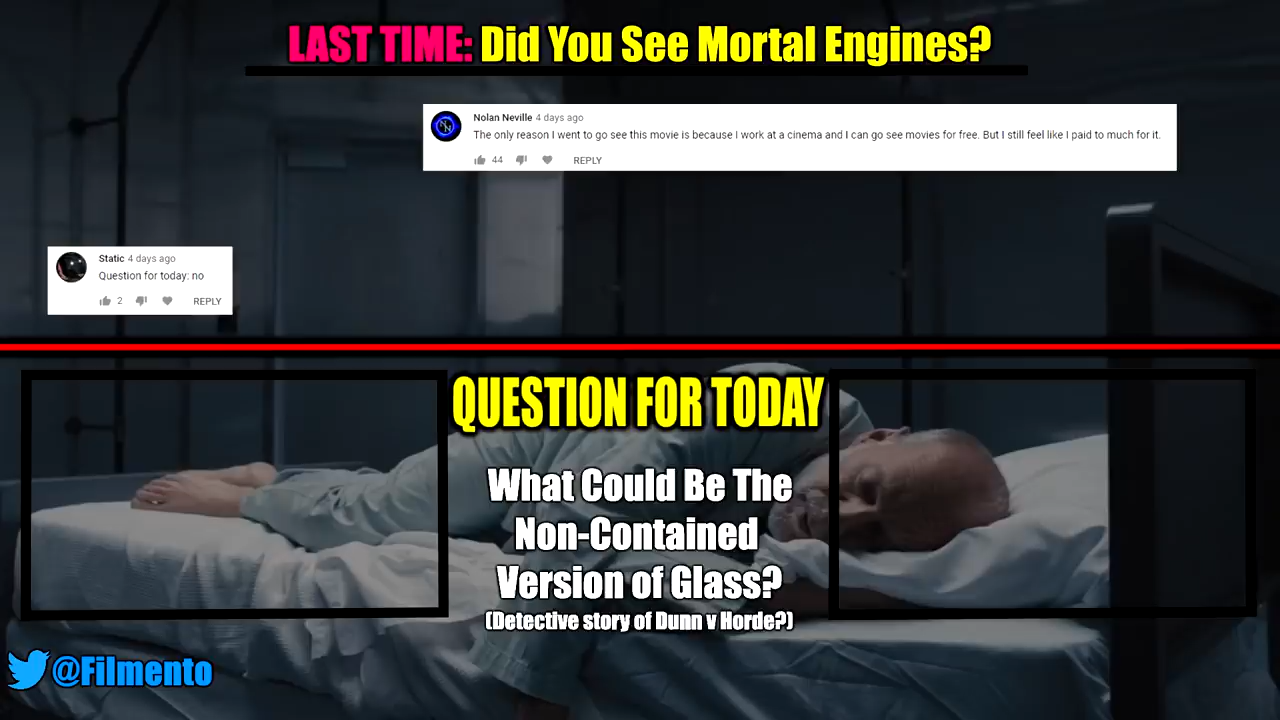 LAST TIME: Did You See Mortal Engines?
Nolan Neville 4 days ago
The only reason I went to go see this movie is because I work at a cinema and I can go see movies for free. But I still feel like I paid to much for it.
44 REPLY
Static 4 days ago
Question for today: no
2 REPLY
QUESTION FOR TODAY
What Could Be The
Non-Contained
Version of Glass?
(Detective story of Dunn v Horde?)
@Filmento